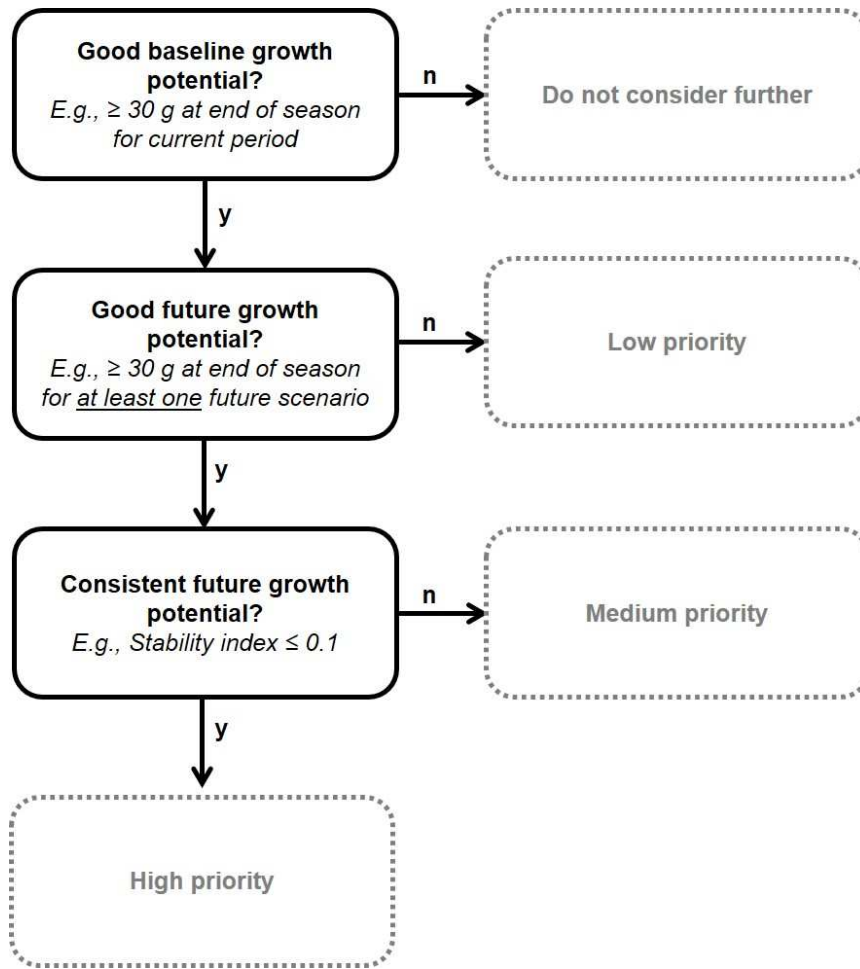 Good baseline growth
potential?
E.g., ≥ 30 g at end of season
for current period
n
Do not consider further
y
Good future growth
potential?
E.g., ≥ 30 g at end of season
for at least one future scenario
n
Low priority
y
Consistent future growth
potential?
E.g., Stability index ≤ 0.1
n
Medium priority
y
High priority